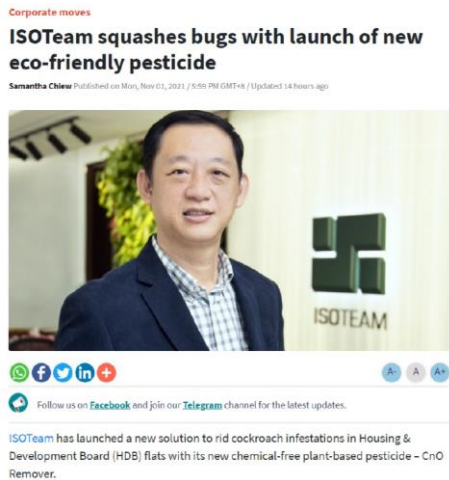 Corporate moves
ISOTeam squashes bugs with launch of new
eco-friendly pesticide
Samantha Chiew Published on Mon, Nov 01, 2021 / 5:59 PM GMT+8 / Updated 14 hours ago
ISOTEAM
A- A A+
Follow us on Facebook and join our Telegram channel for the latest updates.
ISOTeam has launched a new solution to rid cockroach infestations in Housing &
Development Board (HDB) flats with its new chemical-free plant-based pesticide – CnO
Remover.